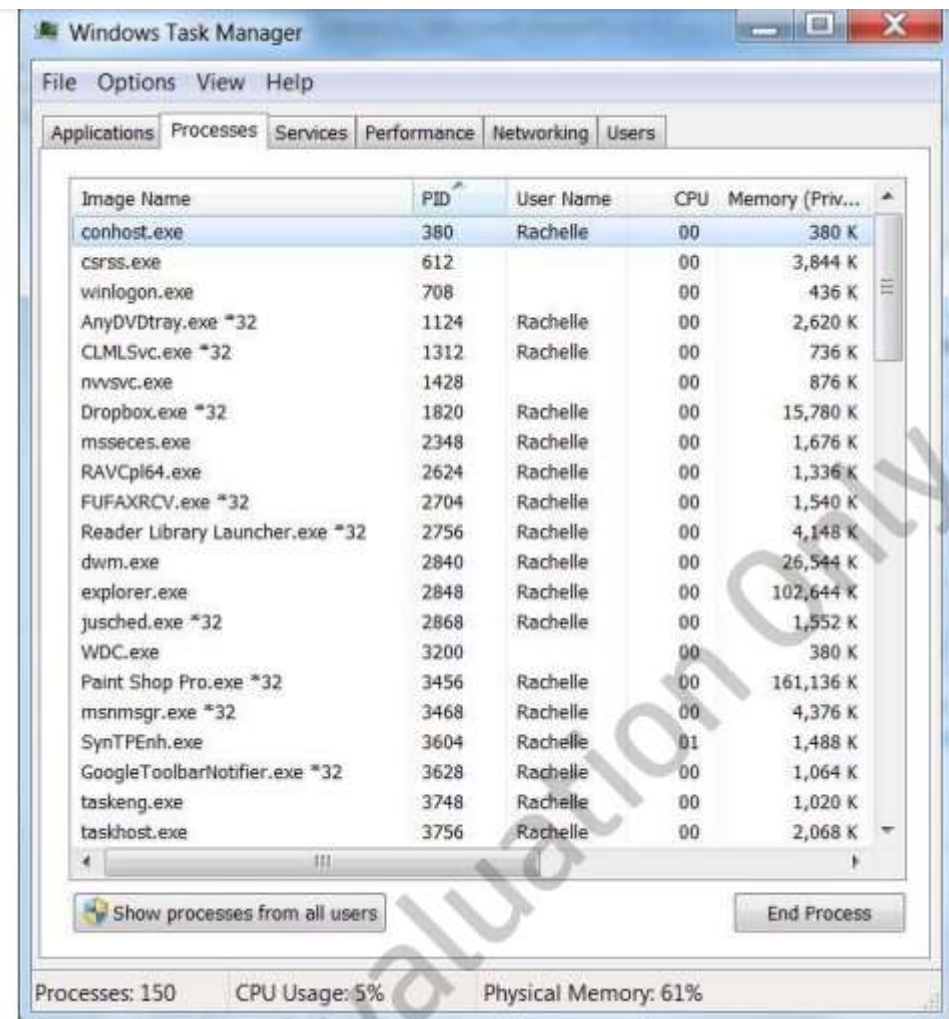 Windows Task Manager
File Options View Help
Applications Processes Services Performance Networking Users
Image Name PID User Name CPU Memory (Priv...
conhost.exe 380 Rachelle 00 380 K
csrss.exe 612 00 3,844 K
winlogon.exe 708 00 436 K
AnyDVDtray.exe *32 1124 Rachelle 00 2,620 K
CLMLSvc.exe *32 1312 Rachelle 00 736 K
nvvsvc.exe 1428 00 876 K
Dropbox.exe *32 1820 Rachelle 00 15,780 K
msseces.exe 2348 Rachelle 00 1,676 K
RAVCpl64.exe 2624 Rachelle 00 1,336 K
FUFAXRCV.exe *32 2704 Rachelle 00 1,540 K
Reader Library Launcher.exe *32 2756 Rachelle 00 4,148 K
dwm.exe 2840 Rachelle 00 26,544 K
explorer.exe 2848 Rachelle 00 102,644 K
jusched.exe *32 2868 Rachelle 00 1,552 K
WDC.exe 3200 00 380 K
Paint Shop Pro.exe *32 3456 Rachelle 00 161,136 K
msnmsgr.exe *32 3468 Rachelle 00 4,376 K
SynTPEnh.exe 3604 Rachelle 01 1,488 K
GoogleToolbarNotifier.exe *32 3628 Rachelle 00 1,064 K
taskeng.exe 3748 Rachelle 00 1,020 K
taskhost.exe 3756 Rachelle 00 2,068 K
Show processes from all users End Process
Processes: 150 CPU Usage: 5% Physical Memory: 61%
valuation Only